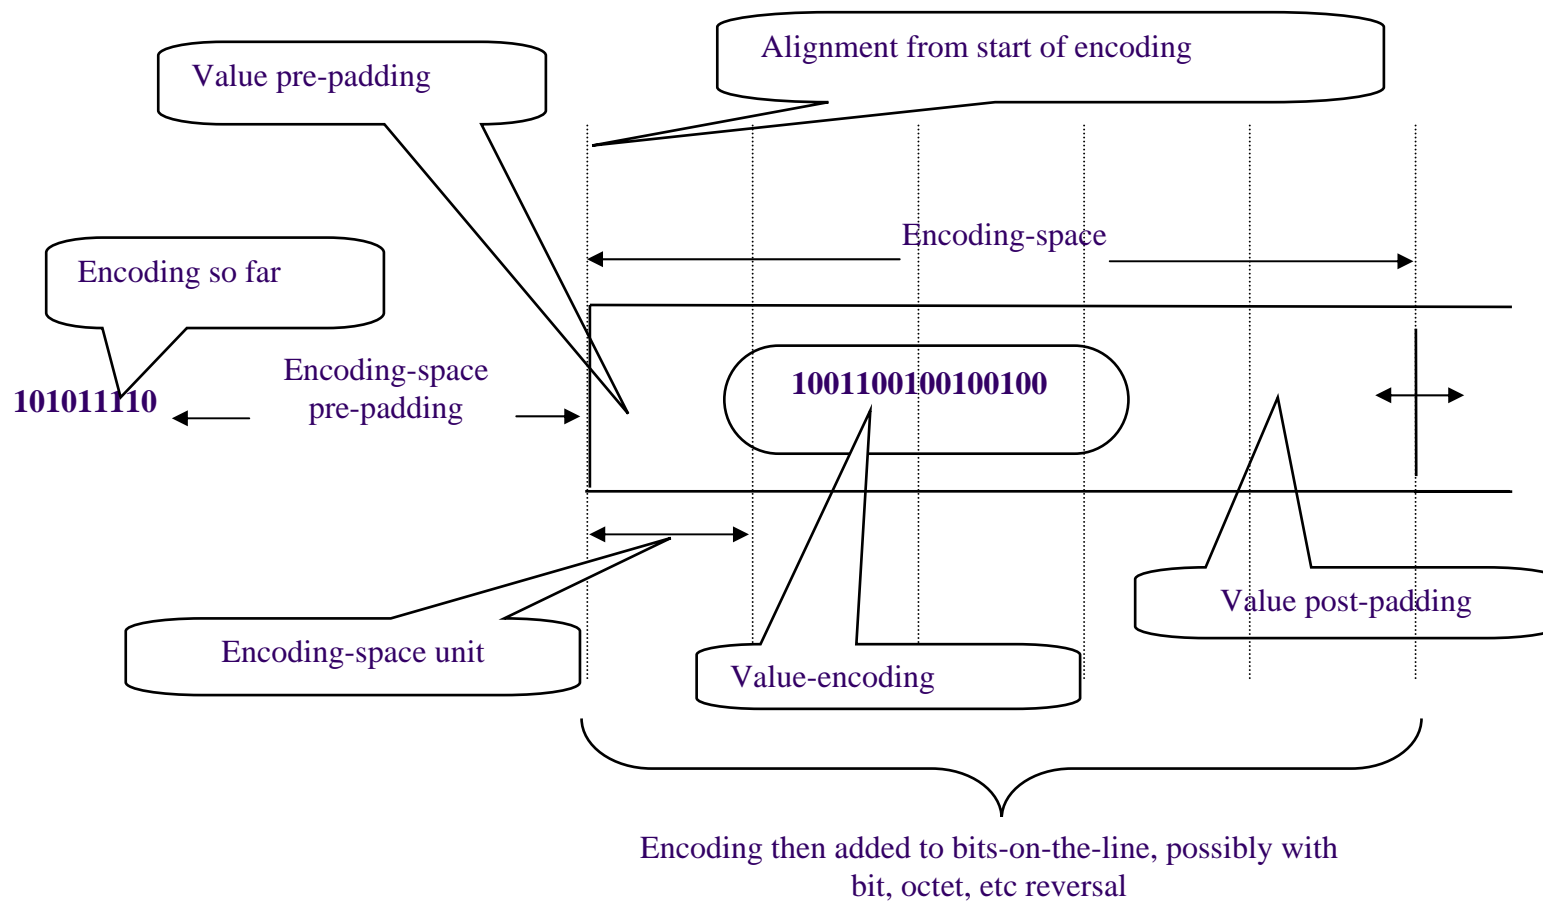 Alignment from start of encoding
Value pre-padding
Encoding-space
Encoding so far
Encoding-space
pre-padding
101011110
1001100100100100
Value post-padding
Encoding-space unit
Value-encoding
Encoding then added to bits-on-the-line, possibly with
bit, octet, etc reversal